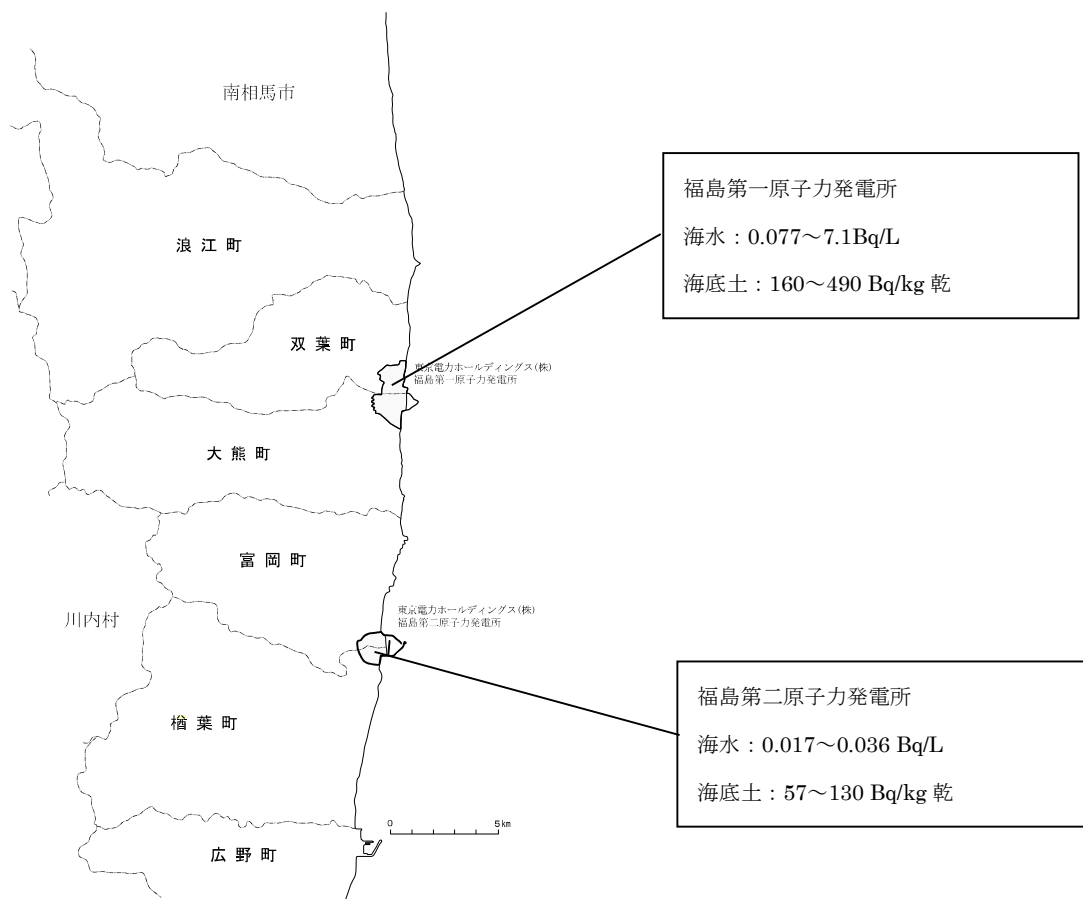 南相馬市
福島第一原子力発電所
海水：0.077～7.1Bq/L
海底土：160～490 Bq/kg 乾
浪江町
双葉町
東京電力ホールディングス(株)
福島第一原子力発電所
大熊町
富岡町
川内村
東京電力ホールディングス(株)
福島第二原子力発電所
福島第二原子力発電所
海水：0.017～0.036 Bq/L
海底土：57～130 Bq/kg 乾
楢葉町
0 5km
広野町